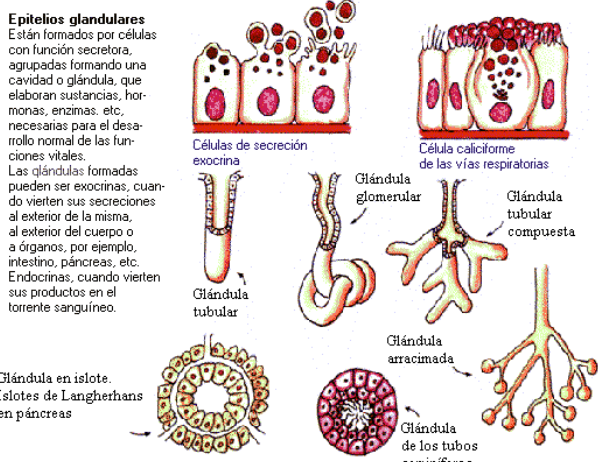 Epitelios glandulares
Están formados por células
con función secretora,
agrupadas formando una
cavidad o glándula, que
elaboran sustancias, hor-
monas, enzimas. etc,
necesarias para el desa-
rrollo normal de las fun-
ciones vitales.
Las glándulas formadas
pueden ser exocrinas, cuan-
do vierten sus secreciones
al exterior de la misma,
al exterior del cuerpo o
a órganos, por ejemplo,
intestino, páncreas, etc.
Endocrinas, cuando vierten
sus productos en el
torrente sanguíneo.
Células de secreción
exocrina
Célula caliciforme
de las vías respiratorias
Glándula
glomerular
Glándula
tubular
compuesta
Glándula
tubular
Glándula
arracimada
Glándula en islote.
Islotes de Langherhans
en páncreas
Glándula
de los tubos